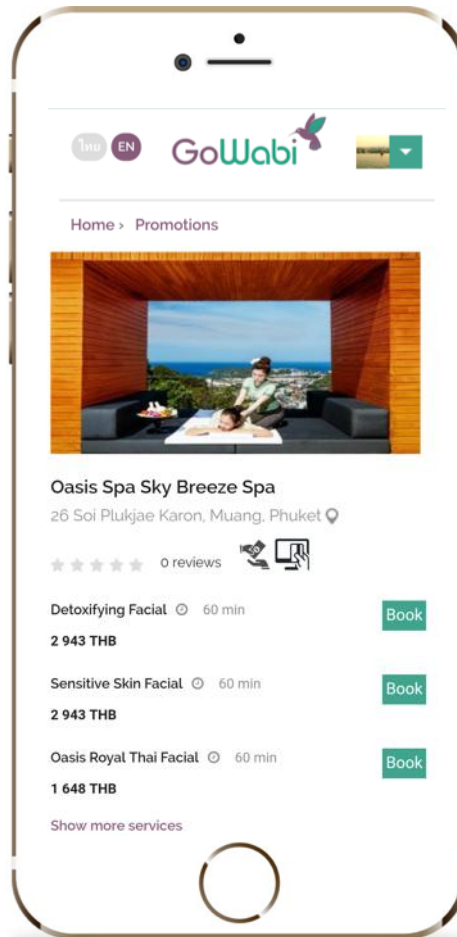 ไทย EN GoWabi
Home › Promotions
Oasis Spa Sky Breeze Spa
26 Soi Plukjae Karon, Muang, Phuket
0 reviews
Detoxifying Facial 60 min
Book
2 943 THB
Sensitive Skin Facial 60 min
Book
2 943 THB
Oasis Royal Thai Facial 60 min
Book
1 648 THB
Show more services